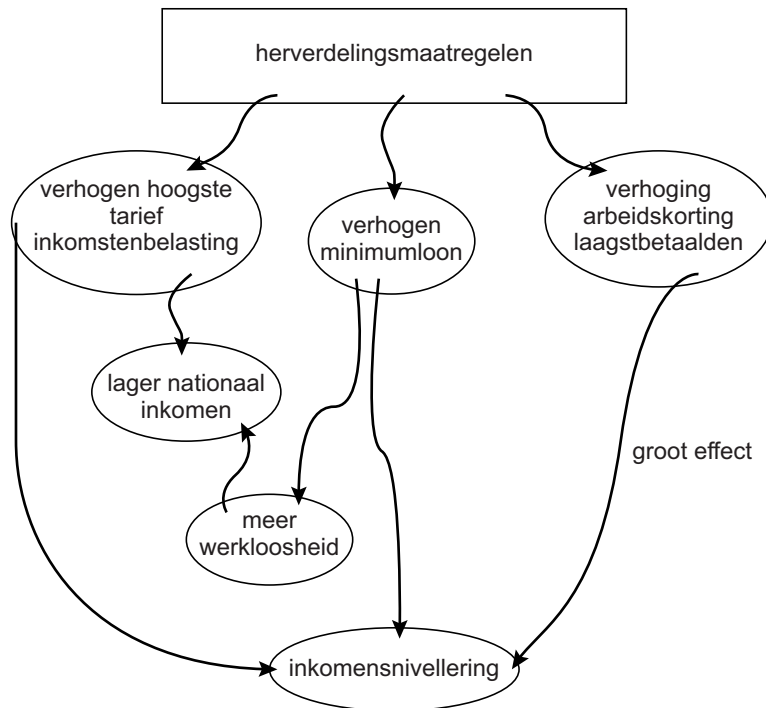 herverdelingsmaatregelen
verhogen hoogste
tarief
inkomstenbelasting
verhogen
minimumloon
verhoging
arbeidskorting
laagstbetaalden
lager nationaal
inkomen
groot effect
meer
werkloosheid
inkomensnivellering